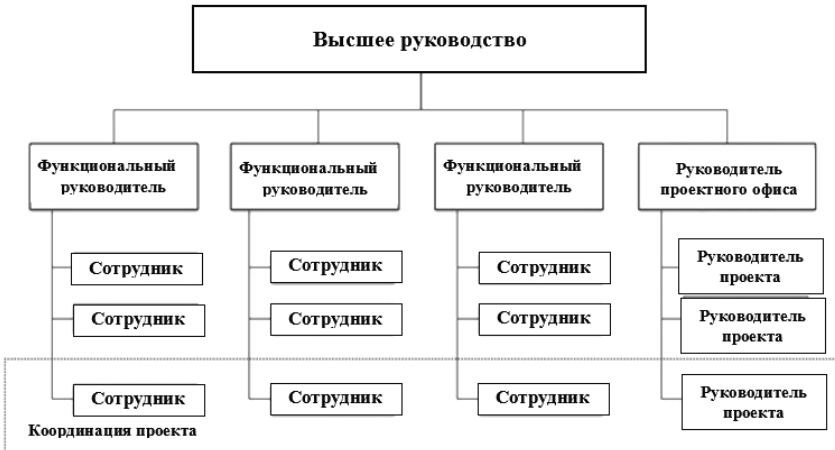 Высшее руководство
Функциональный
руководитель
Функциональный
руководитель
Функциональный
руководитель
Руководитель
проектного офиса
Сотрудник
Сотрудник
Сотрудник
Руководитель
проекта
Сотрудник
Сотрудник
Сотрудник
Руководитель
проекта
Сотрудник
Сотрудник
Сотрудник
Руководитель
проекта
Координация проекта